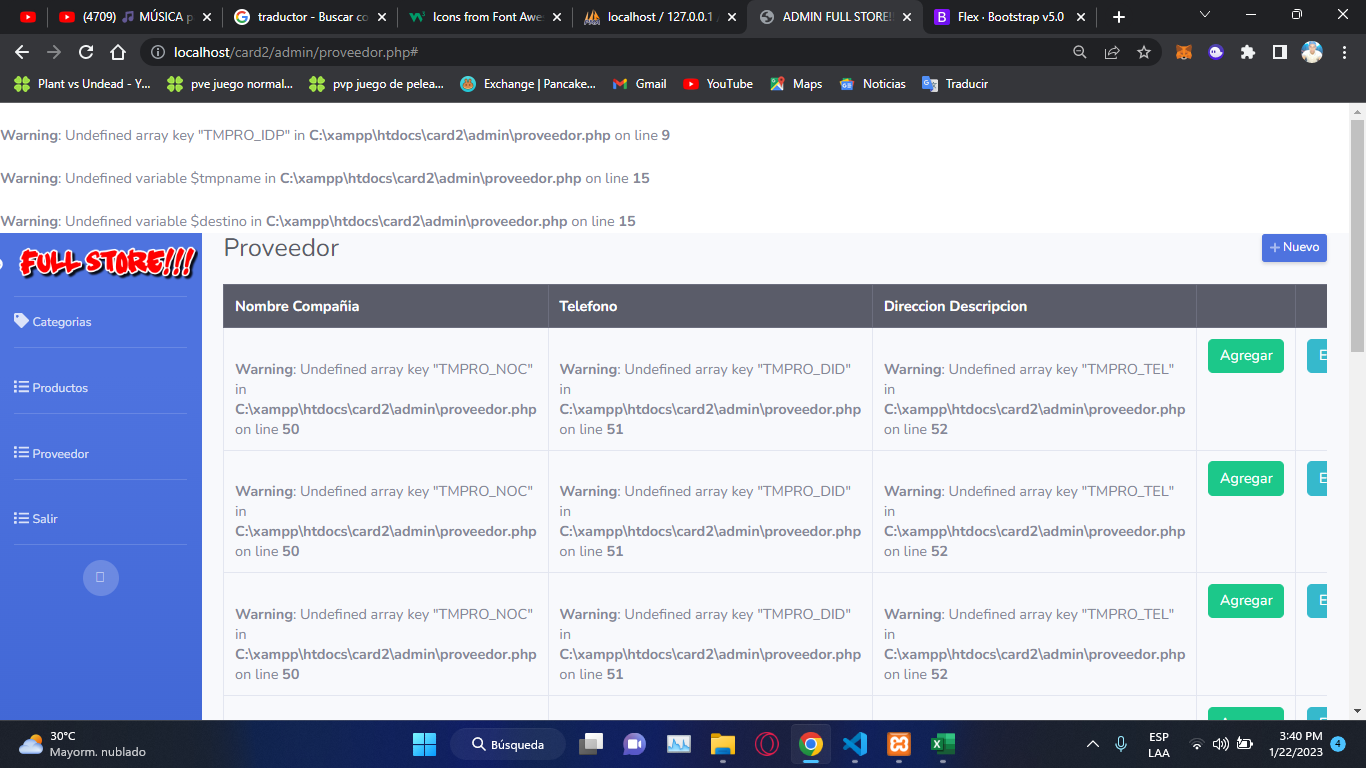 (4709) 🎵 MÚSICA p
traductor - Buscar co
Icons from Font Awes
localhost / 127.0.0.1 /
ADMIN FULL STORE!!
Flex · Bootstrap v5.0
localhost/card2/admin/proveedor.php#
Plant vs Undead - Y...
pve juego normal...
pvp juego de pelea...
Exchange | Pancake...
Gmail
YouTube
Maps
Noticias
Traducir
Warning: Undefined array key "TMPRO_IDP" in C:\xampp\htdocs\card2\admin\proveedor.php on line 9
Warning: Undefined variable $tmpname in C:\xampp\htdocs\card2\admin\proveedor.php on line 15
Warning: Undefined variable $destino in C:\xampp\htdocs\card2\admin\proveedor.php on line 15
FULL STORE!!!
Categorias
Productos
Proveedor
Salir
Proveedor
+ Nuevo
Nombre Compañia
Telefono
Direccion Descripcion
Warning: Undefined array key "TMPRO_NOC"
in
C:\xampp\htdocs\card2\admin\proveedor.php
on line 50
Warning: Undefined array key "TMPRO_DID"
in
C:\xampp\htdocs\card2\admin\proveedor.php
on line 51
Warning: Undefined array key "TMPRO_TEL"
in
C:\xampp\htdocs\card2\admin\proveedor.php
on line 52
Agregar
E
Warning: Undefined array key "TMPRO_NOC"
in
C:\xampp\htdocs\card2\admin\proveedor.php
on line 50
Warning: Undefined array key "TMPRO_DID"
in
C:\xampp\htdocs\card2\admin\proveedor.php
on line 51
Warning: Undefined array key "TMPRO_TEL"
in
C:\xampp\htdocs\card2\admin\proveedor.php
on line 52
Agregar
E
Warning: Undefined array key "TMPRO_NOC"
in
C:\xampp\htdocs\card2\admin\proveedor.php
on line 50
Warning: Undefined array key "TMPRO_DID"
in
C:\xampp\htdocs\card2\admin\proveedor.php
on line 51
Warning: Undefined array key "TMPRO_TEL"
in
C:\xampp\htdocs\card2\admin\proveedor.php
on line 52
Agregar
E
30°C
Mayorm. nublado
Búsqueda
ESP
LAA
3:40 PM
1/22/2023
4